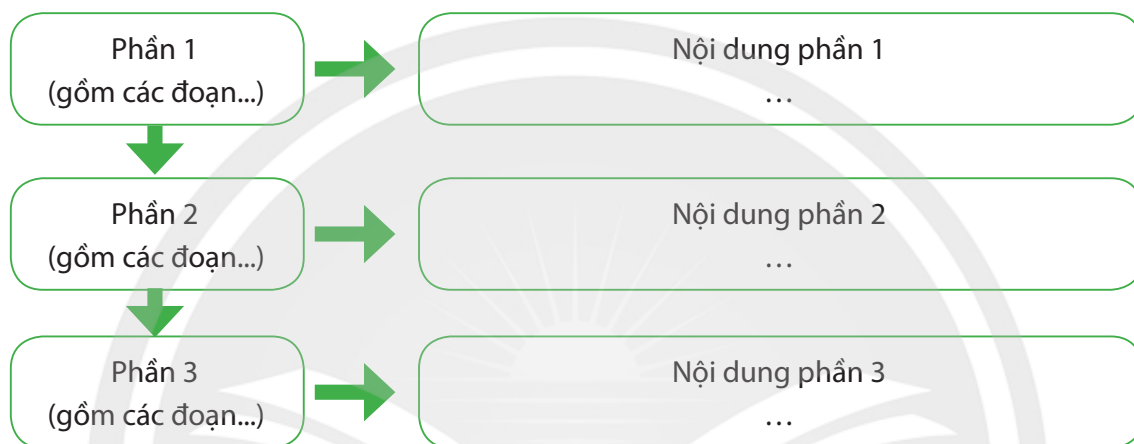 Phần 1
(gồm các đoạn...)
Nội dung phần 1
…
Phần 2
(gồm các đoạn...)
Nội dung phần 2
…
Phần 3
(gồm các đoạn...)
Nội dung phần 3
…